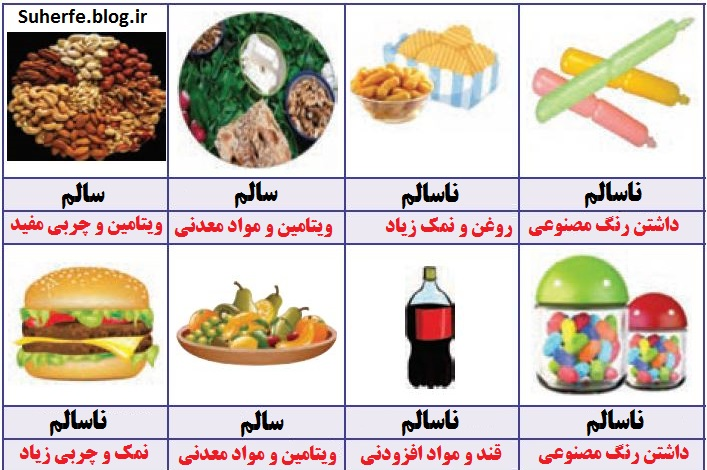 Suherfe.blog.ir
ناسالم
ناسالم
سالم
سالم
داشتن رنگ مصنوعی
روغن و نمک زیاد
ویتامین و مواد معدنی
ویتامین و چربی مفید
ناسالم
ناسالم
سالم
ناسالم
داشتن رنگ مصنوعی
قند و مواد افزودنی
ویتامین و مواد معدنی
نمک و چربی زیاد